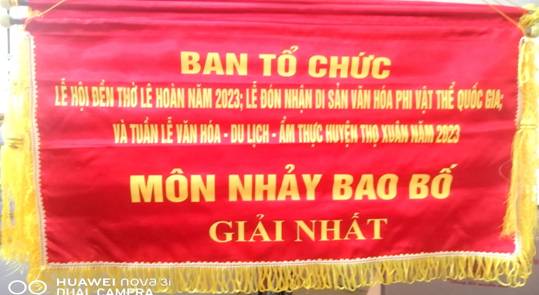 BAN TỔ CHỨC
LỄ HỘI ĐỀN THỜ LÊ HOÀN NĂM 2023; LỄ ĐÓN NHẬN DI SẢN VĂN HÓA PHI VẬT THỂ QUỐC GIA;
VÀ TUẦN LỄ VĂN HÓA - DU LỊCH - ẨM THỰC HUYỆN THỌ XUÂN NĂM 2023
MÔN NHẢY BAO BỐ
GIẢI NHẤT
HUAWEI nova 3i
DUAL CAMERA